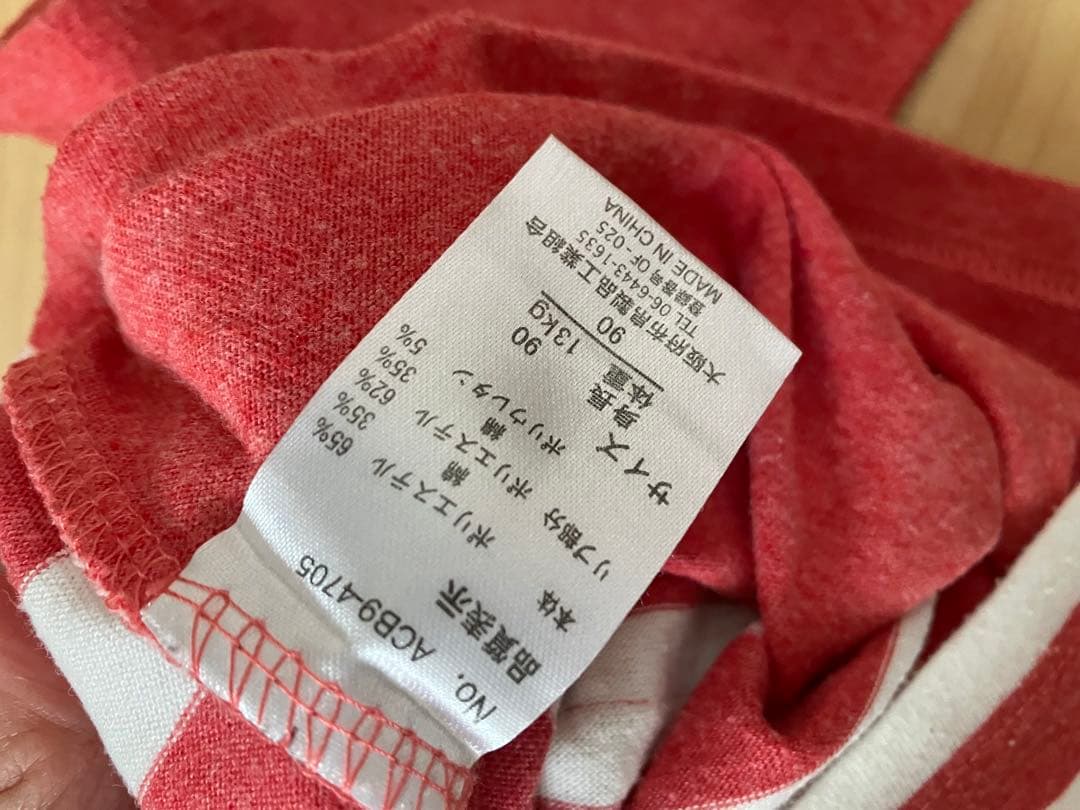 No. ACB9-4705
品質表示
本体 ポリエステル 65%
綿 35%
リブ部分 ポリエステル 62%
綿 35%
ポリウレタン 5%
サイズ 90
身長 90
体重 13kg
大阪府布帛製品工業組合
TEL 06-6443-1635
登録番号 OF-025
MADE IN CHINA